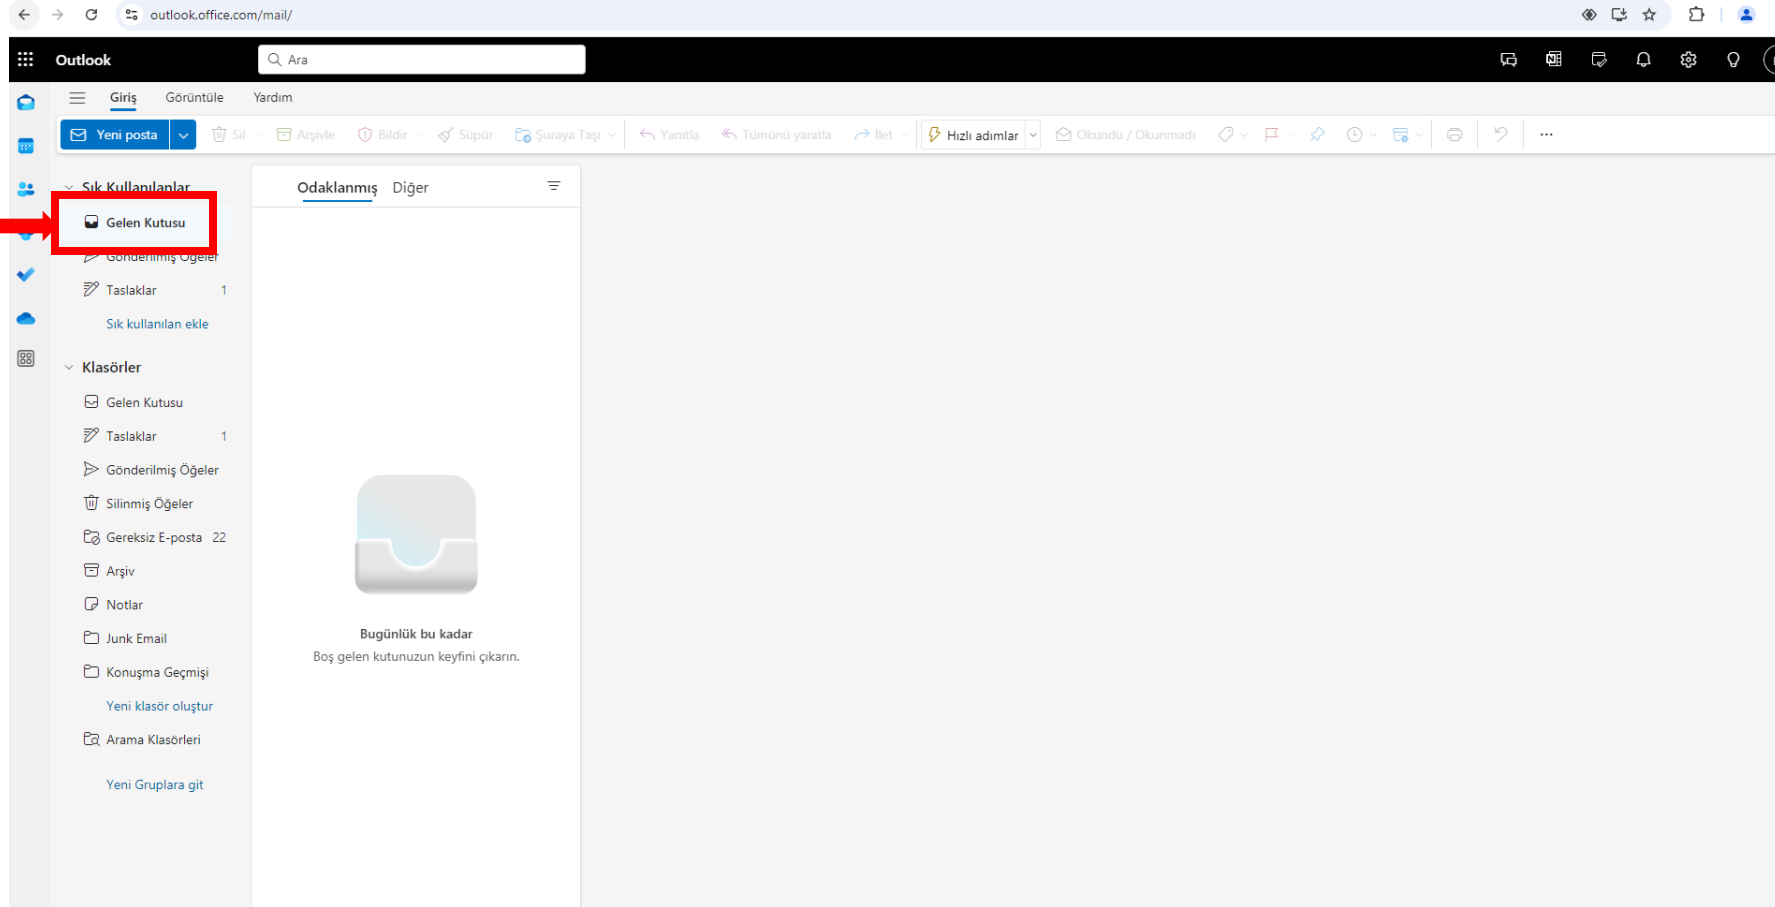 outlook.office.com/mail/
Outlook
Ara
Giriş Görüntüle Yardım
Yeni posta Sil Arşivle Bildir Süpür Şuraya Taşı Yanıtla Tümünü yanıtla İlet Hızlı adımlar Okundu / Okunmadı ...
Sık Kullanılanlar
Gelen Kutusu
Gönderilmiş Öğeler
Taslaklar 1
Sık kullanılan ekle
Klasörler
Gelen Kutusu
Taslaklar 1
Gönderilmiş Öğeler
Silinmiş Öğeler
Gereksiz E-posta 22
Arşiv
Notlar
Junk Email
Konuşma Geçmişi
Yeni klasör oluştur
Arama Klasörleri
Yeni Gruplara git
Odaklanmış Diğer
Bugünlük bu kadar
Boş gelen kutunuzun keyfini çıkarın.